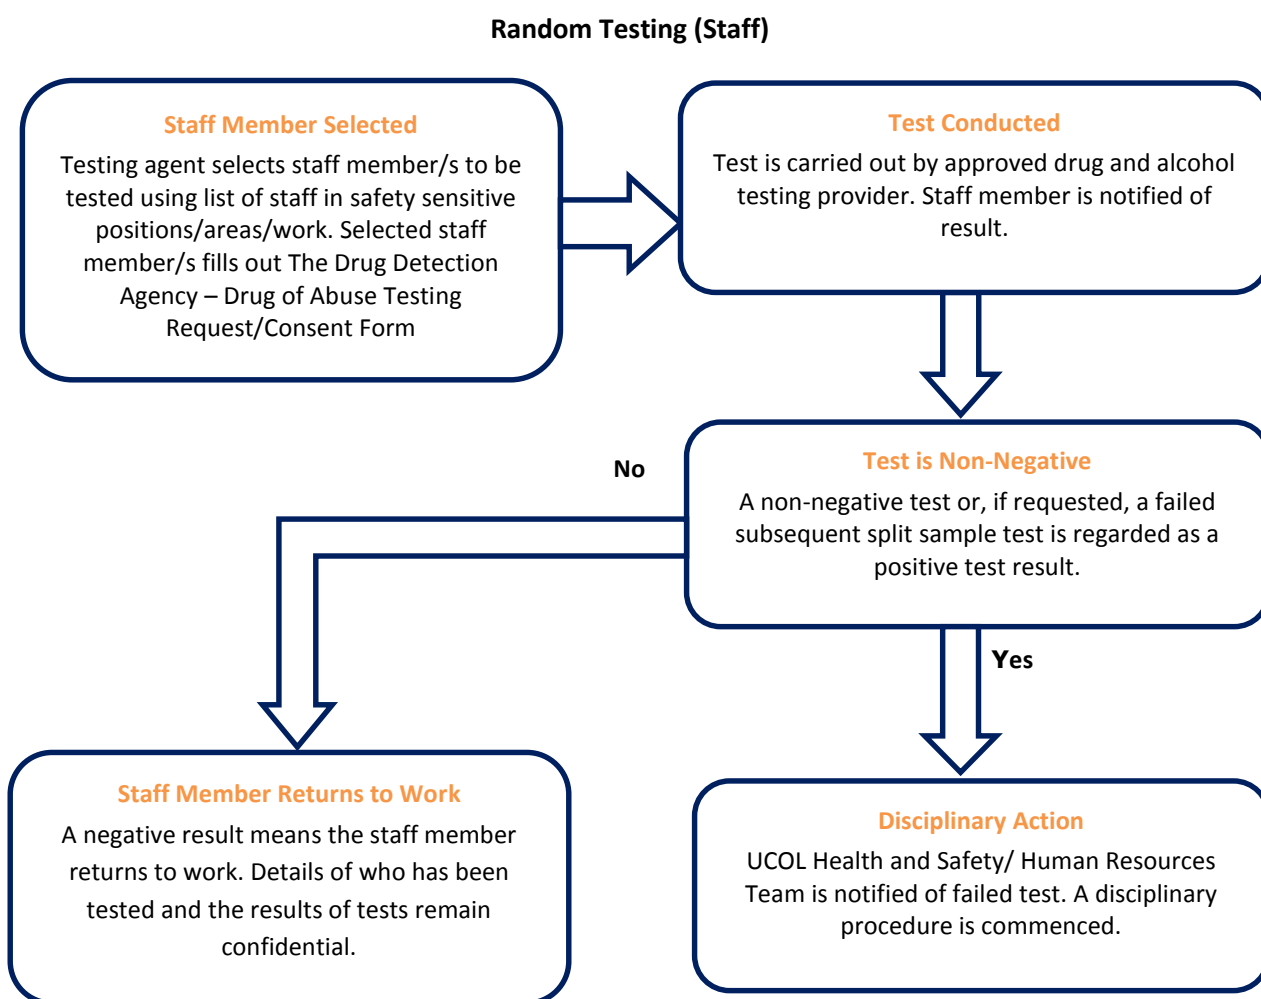 Random Testing (Staff)
Staff Member Selected
Testing agent selects staff member/s to be
tested using list of staff in safety sensitive
positions/areas/work. Selected staff
member/s fills out The Drug Detection
Agency – Drug of Abuse Testing
Request/Consent Form
Test Conducted
Test is carried out by approved drug and alcohol
testing provider. Staff member is notified of
result.
Test is Non-Negative
A non-negative test or, if requested, a failed
subsequent split sample test is regarded as a
positive test result.
No
Yes
Staff Member Returns to Work
A negative result means the staff member
returns to work. Details of who has been
tested and the results of tests remain
confidential.
Disciplinary Action
UCOL Health and Safety/ Human Resources
Team is notified of failed test. A disciplinary
procedure is commenced.